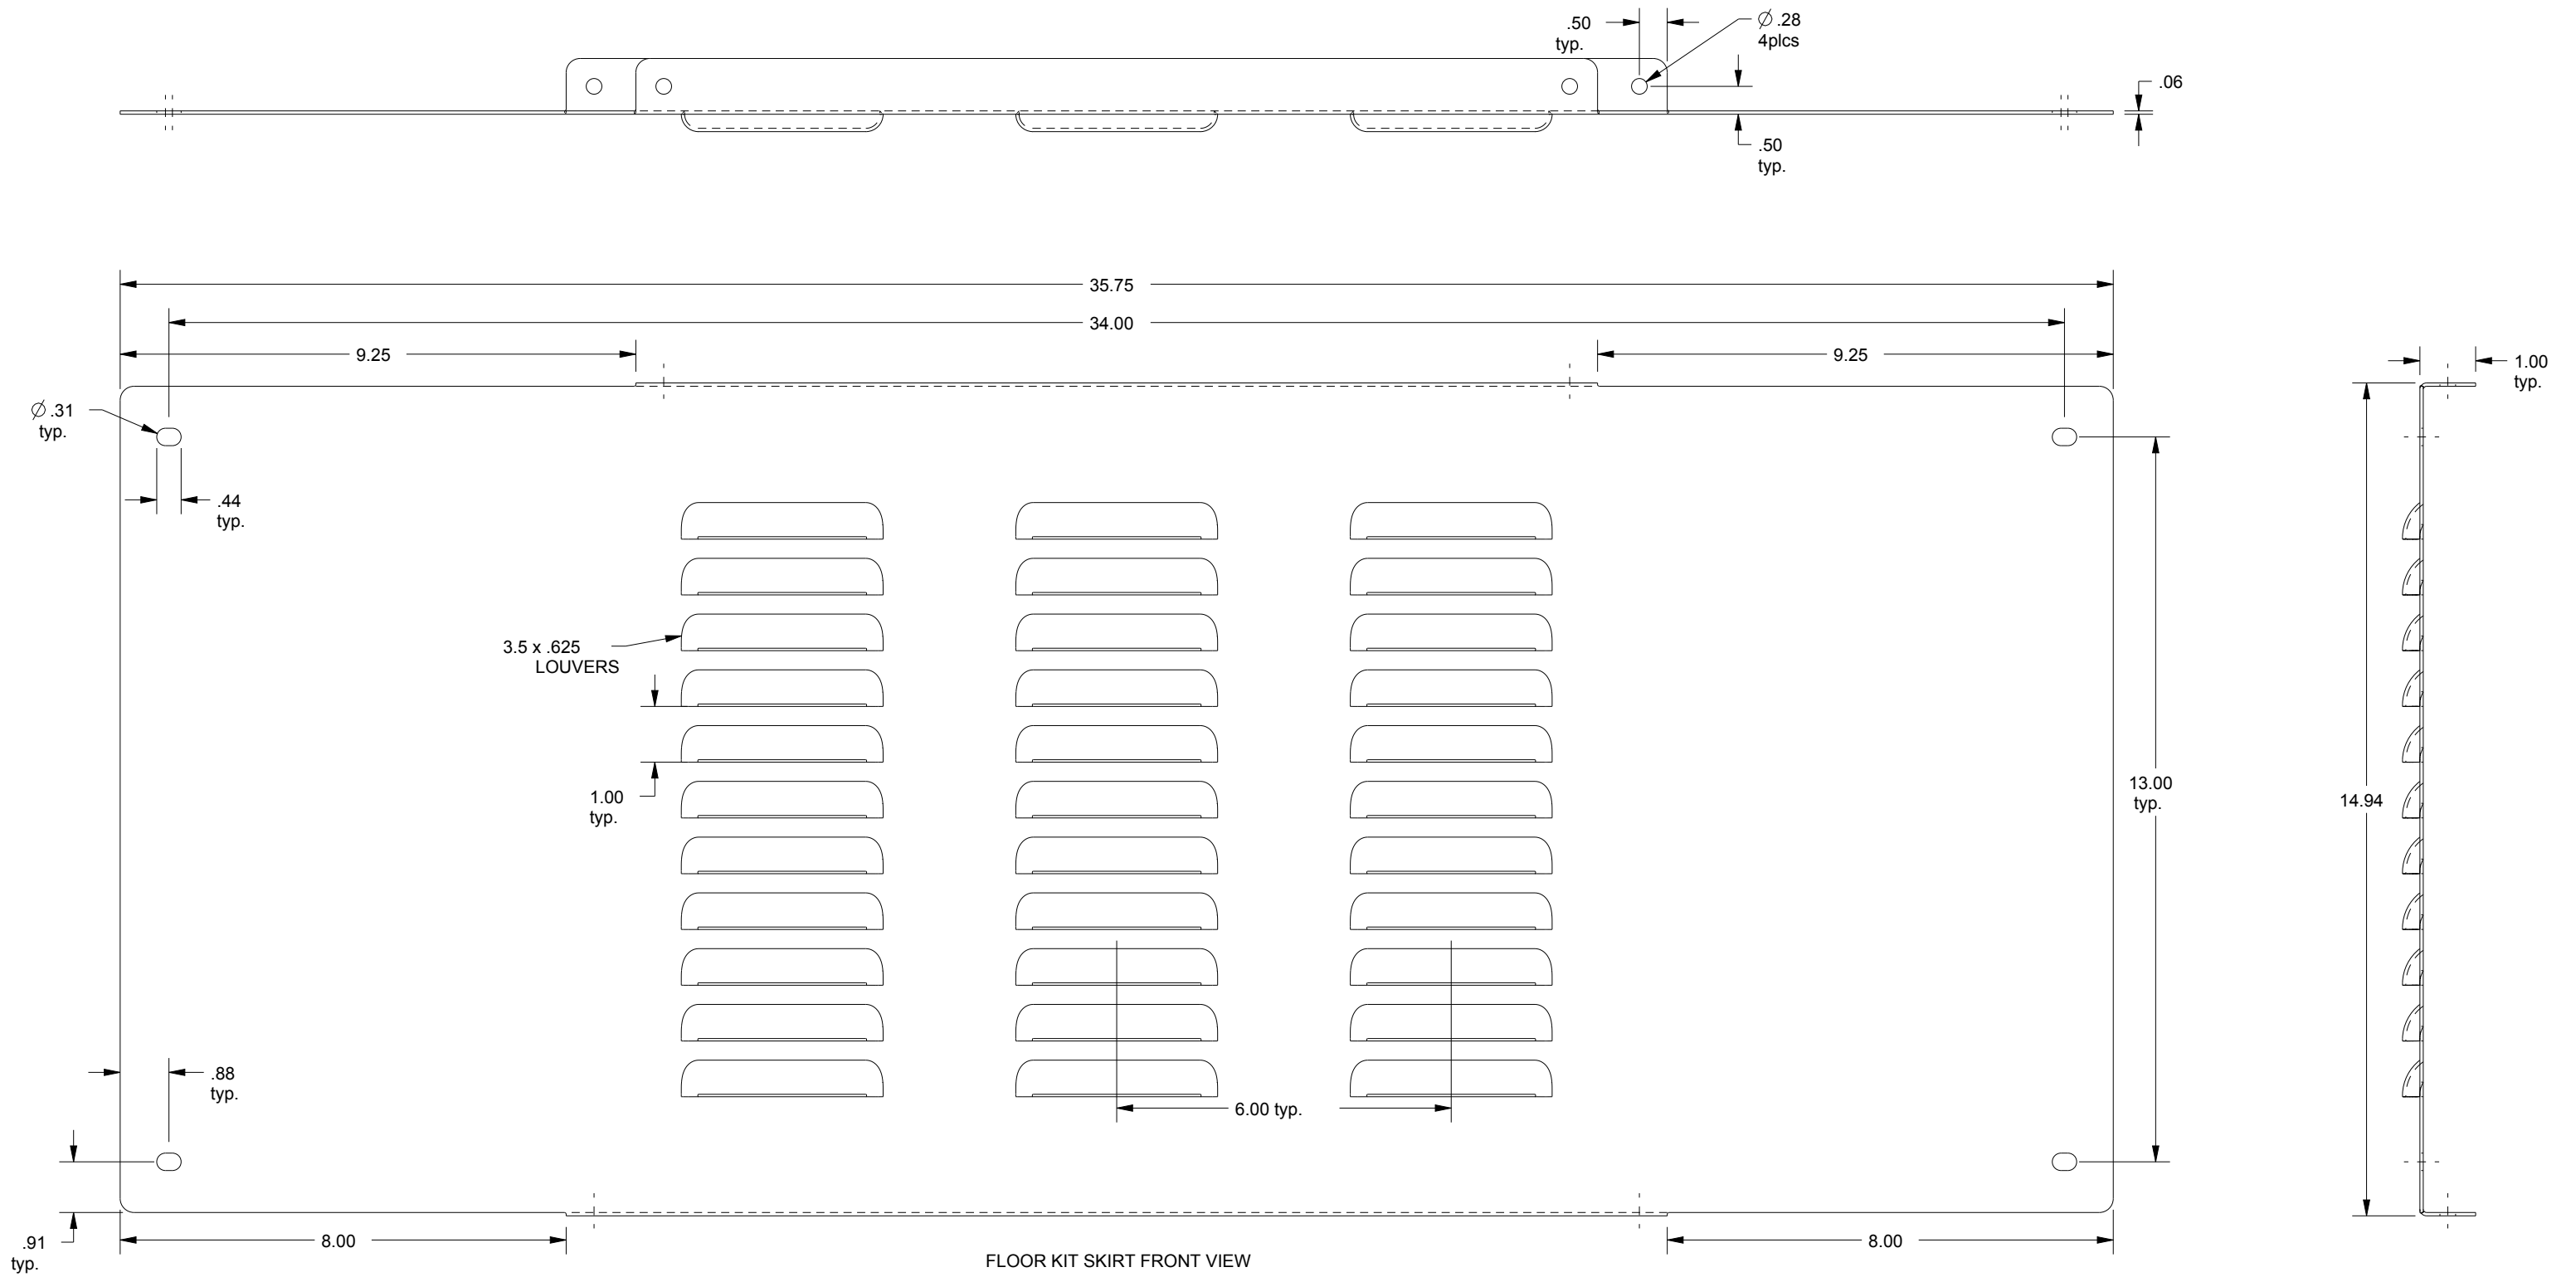 .50
typ.
∅ .28
4plcs
.06
.50
typ.
35.75
34.00
9.25
9.25
1.00
typ.
∅ .31
typ.
.44
typ.
3.5 x .625
LOUVERS
1.00
typ.
13.00
typ.
14.94
.88
typ.
6.00 typ.
.91
typ.
8.00
8.00
FLOOR KIT SKIRT FRONT VIEW